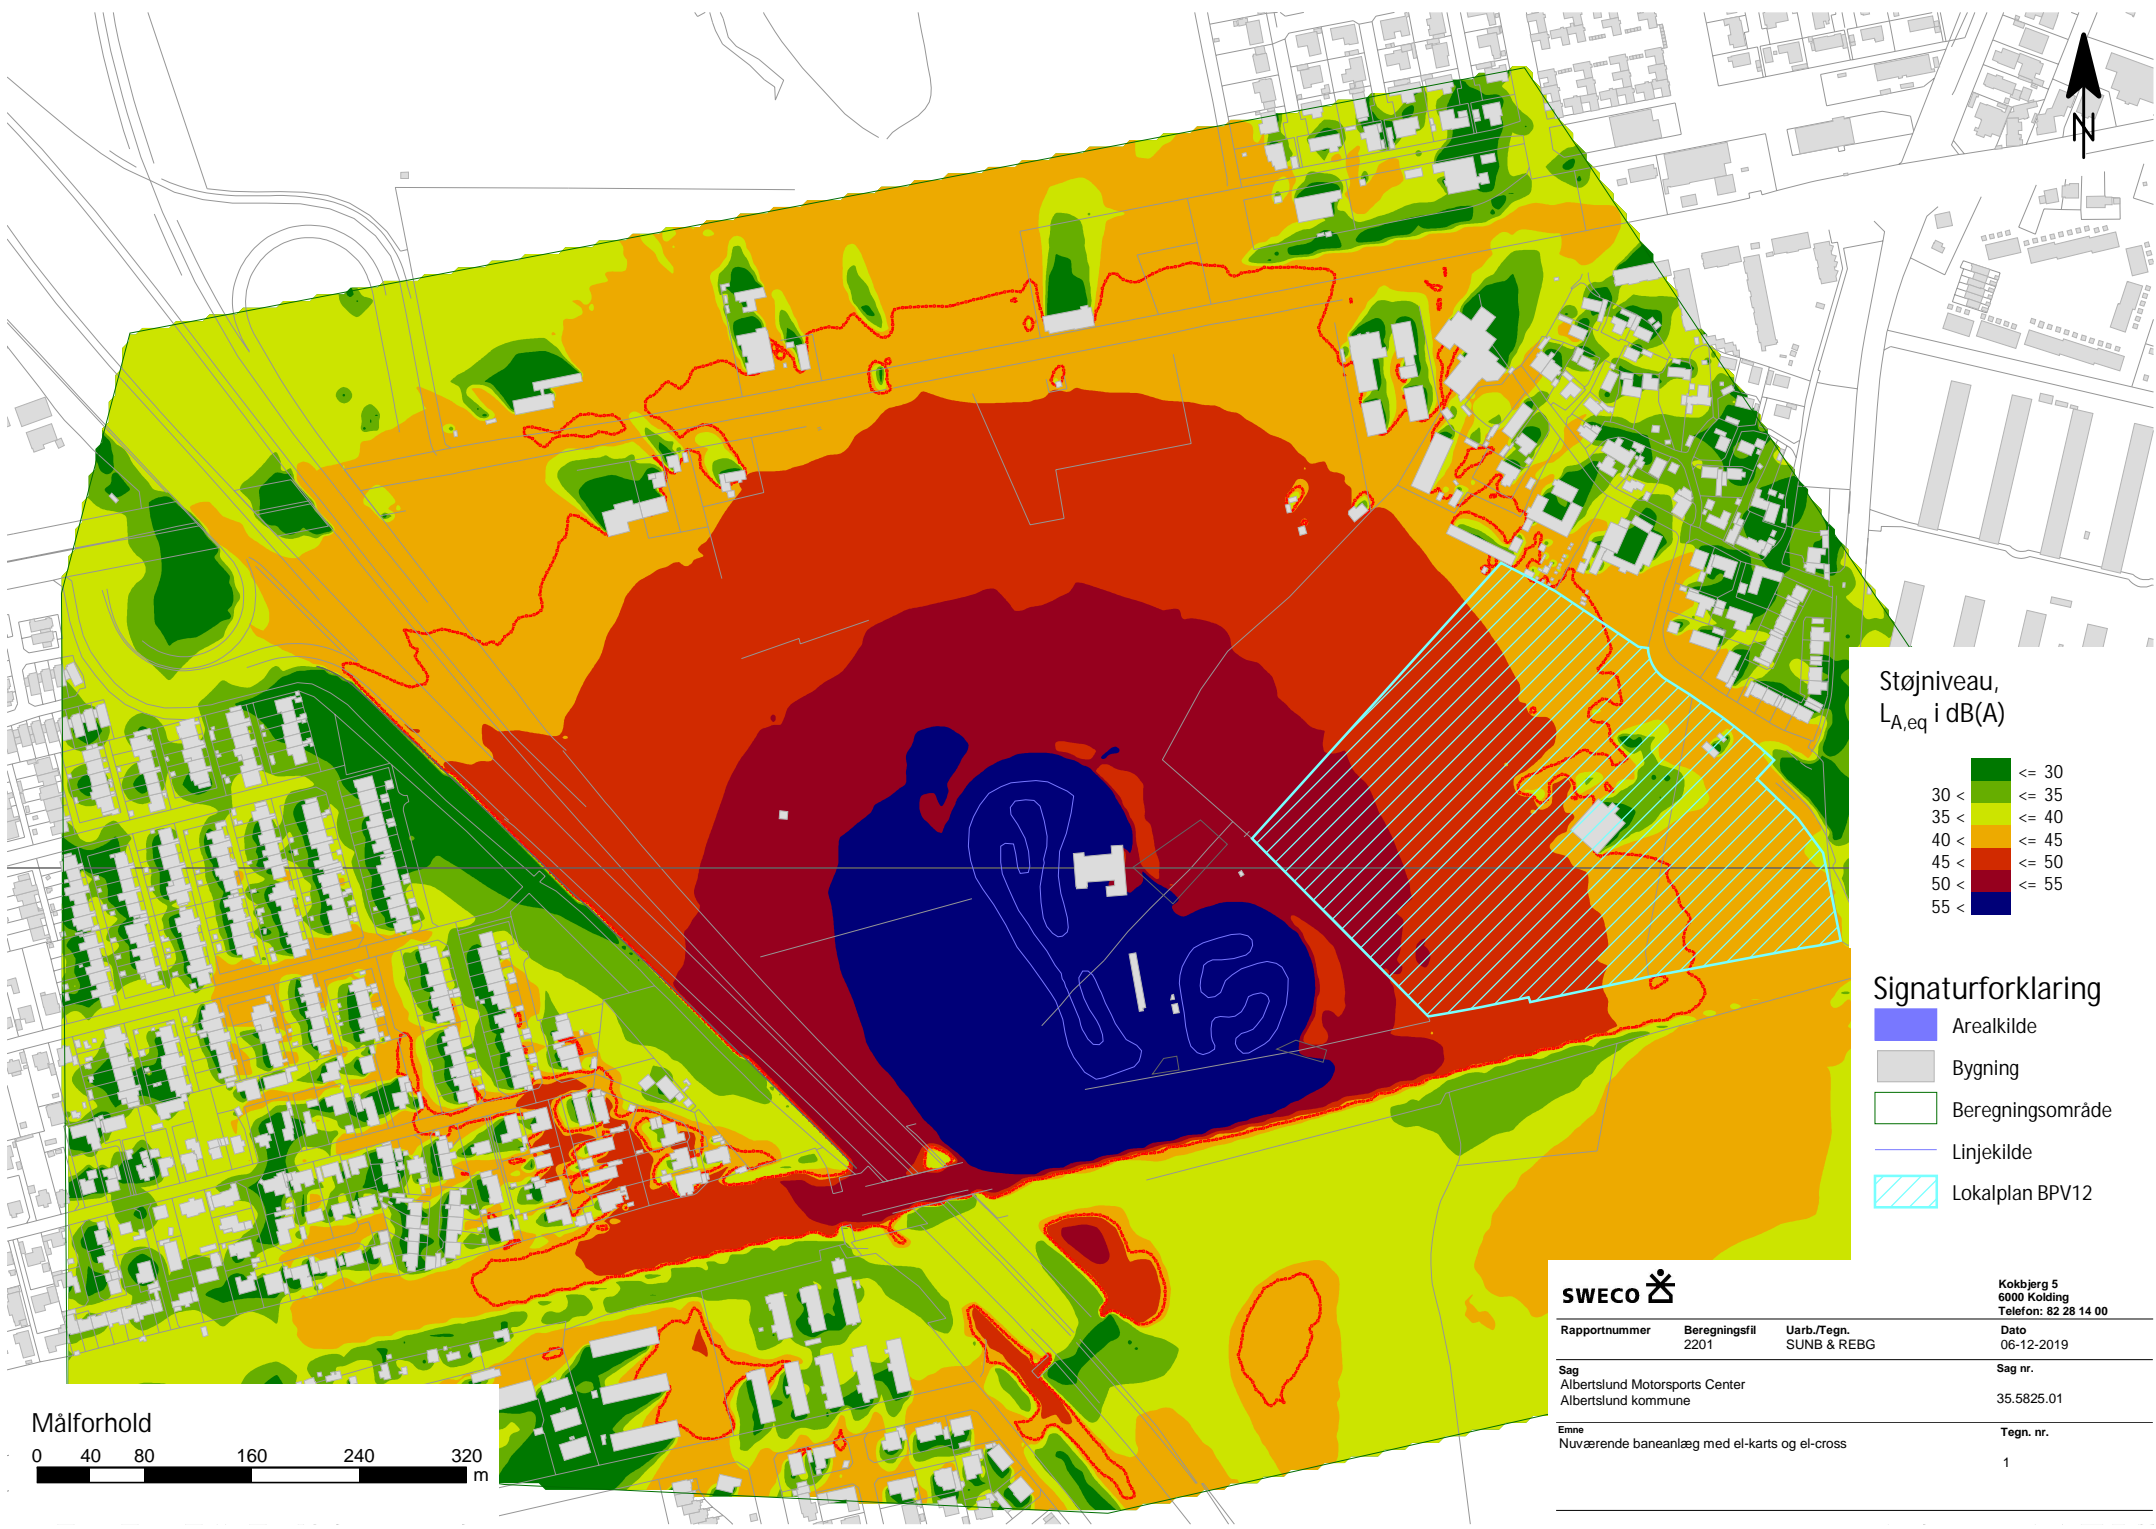 N
Støjniveau,
LA,eq i dB(A)
<= 30
30 < <= 35
35 < <= 40
40 < <= 45
45 < <= 50
50 < <= 55
55 <
Signaturforklaring
Arealkilde
Bygning
Beregningsområde
Linjekilde
Lokalplan BPV12
SWECO
Kokbjerg 5
6000 Kolding
Telefon: 82 28 14 00
Rapportnummer Beregningsfil Uarb./Tegn. Dato
2201 SUNB & REBG 06-12-2019
Sag Sag nr.
Albertslund Motorsports Center
Albertslund kommune 35.5825.01
Emne Tegn. nr.
Nuværende baneanlæg med el-karts og el-cross
1
Målforhold
0 40 80 160 240 320
m